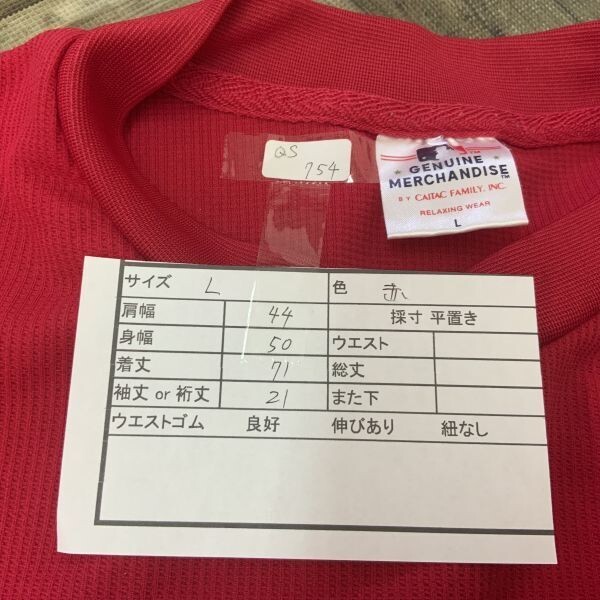 QS
754
GENUINE
MERCHANDISE™
BY CAITAC FAMILY, INC.
RELAXING WEAR
L
サイズ L 色 赤
肩幅 44 採寸 平置き
身幅 50 ウエスト
着丈 71 総丈
袖丈 or 裄丈 21 また下
ウエストゴム 良好 伸びあり 紐なし